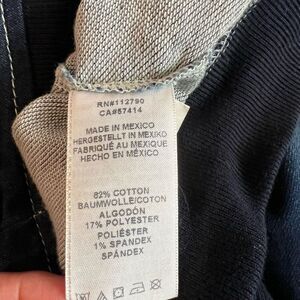 RN#112790
CA#57414
MADE IN MEXICO
HERGESTELLT IN MEXIKO
FABRIQUÉ AU MEXIQUE
HECHO EN MÉXICO
82% COTTON
BAUMWOLLE/COTON
ALGODÓN
17% POLYESTER
POLIÉSTER
1% SPANDEX
SPÁNDEX